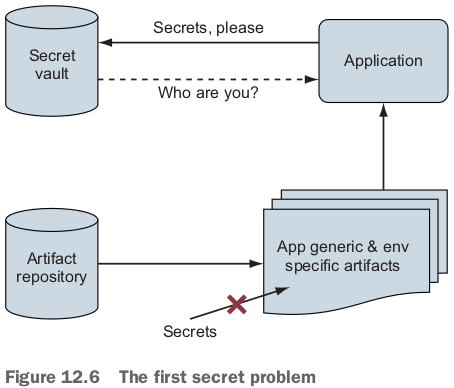 Secrets, please
Secret
vault
Application
Who are you?
Artifact
repository
App generic & env
specific artifacts
Secrets
Figure 12.6 The first secret problem